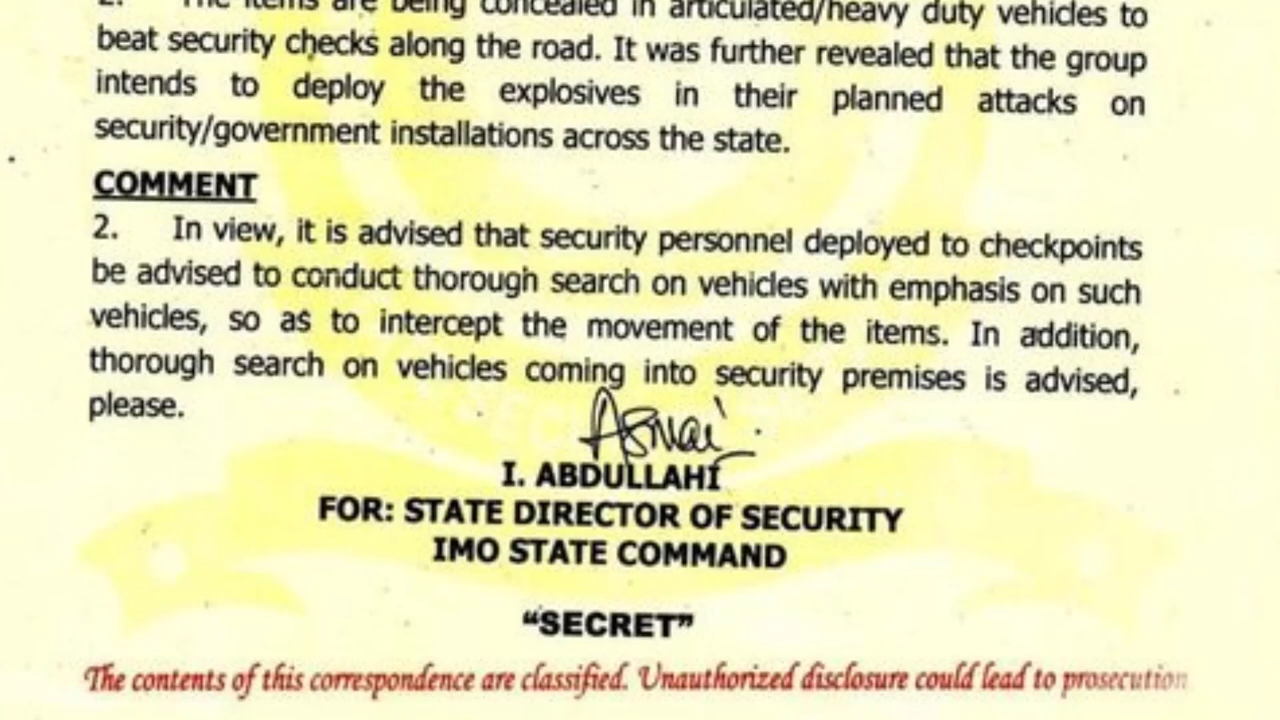 The items are being concealed in articulated/heavy duty vehicles to
beat security checks along the road. It was further revealed that the group
intends to deploy the explosives in their planned attacks on
security/government installations across the state.
COMMENT
2. In view, it is advised that security personnel deployed to checkpoints
be advised to conduct thorough search on vehicles with emphasis on such
vehicles, so as to intercept the movement of the items. In addition,
thorough search on vehicles coming into security premises is advised,
please.
I. ABDULLAHI
FOR: STATE DIRECTOR OF SECURITY
IMO STATE COMMAND
“SECRET”
The contents of this correspondence are classified. Unauthorized disclosure could lead to prosecution